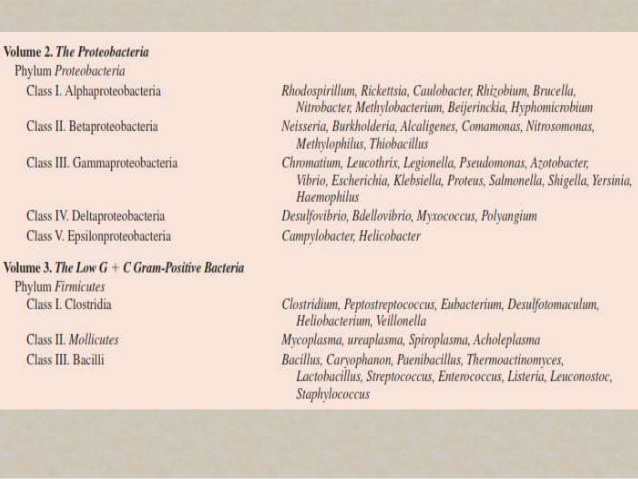 Volume 2. The Proteobacteria
Phylum Proteobacteria
Class I. Alphaproteobacteria Rhodospirillum, Rickettsia, Caulobacter, Rhizobium, Brucella,
Nitrobacter, Methylobacterium, Beijerinckia, Hyphomicrobium
Class II. Betaproteobacteria Neisseria, Burkholderia, Alcaligenes, Comamonas, Nitrosomonas,
Methylophilus, Thiobacillus
Class III. Gammaproteobacteria Chromatium, Leucothrix, Legionella, Pseudomonas, Azotobacter,
Vibrio, Escherichia, Klebsiella, Proteus, Salmonella, Shigella, Yersinia,
Haemophilus
Class IV. Deltaproteobacteria Desulfovibrio, Bdellovibrio, Myxococcus, Polyangium
Class V. Epsilonproteobacteria Campylobacter, Helicobacter
Volume 3. The Low G + C Gram-Positive Bacteria
Phylum Firmicutes
Class I. Clostridia Clostridium, Peptostreptococcus, Eubacterium, Desulfotomaculum,
Heliobacterium, Veillonella
Class II. Mollicutes Mycoplasma, ureaplasma, Spiroplasma, Acholeplasma
Class III. Bacilli Bacillus, Caryophanon, Paenibacillus, Thermoactinomyces,
Lactobacillus, Streptococcus, Enterococcus, Listeria, Leuconostoc,
Staphylococcus